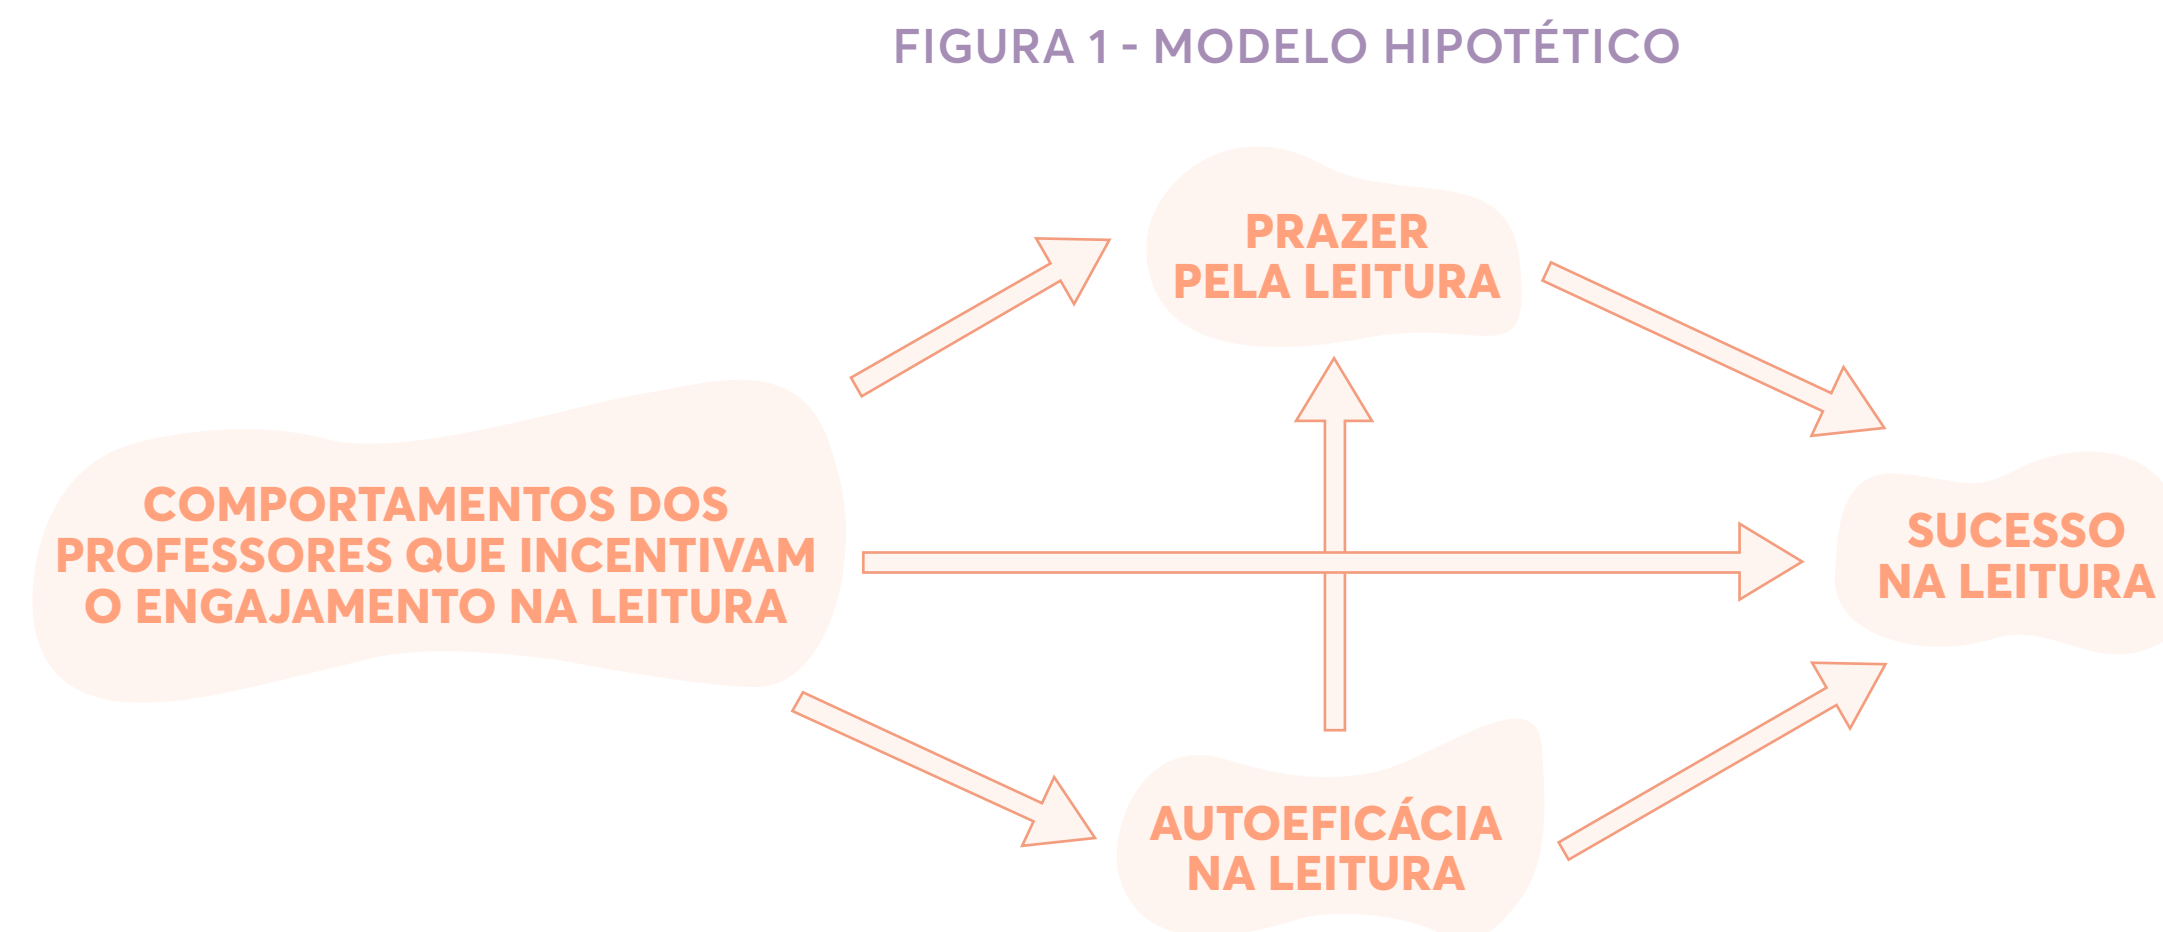 FIGURA 1 - MODELO HIPOTÉTICO
PRAZER
PELA LEITURA
COMPORTAMENTOS DOS
PROFESSORES QUE INCENTIVAM
O ENGAJAMENTO NA LEITURA
SUCESSO
NA LEITURA
AUTOEFICÁCIA
NA LEITURA